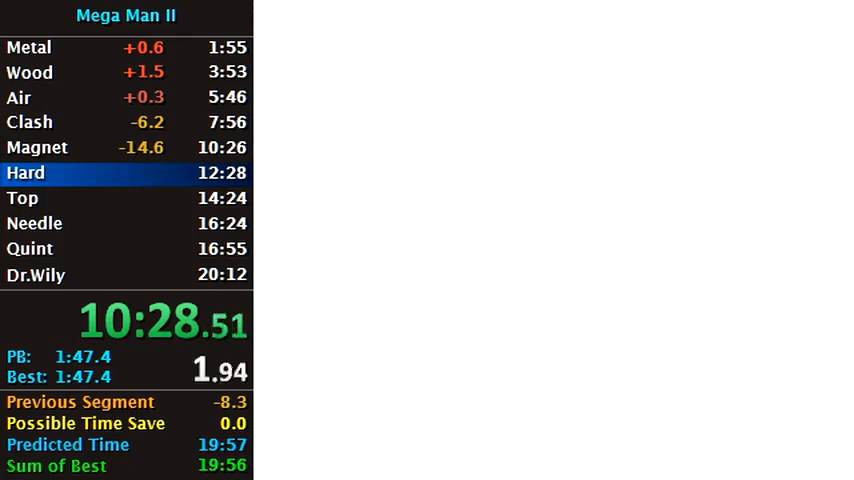 Mega Man II
Metal +0.6 1:55
Wood +1.5 3:53
Air +0.3 5:46
Clash -6.2 7:56
Magnet -14.6 10:26
Hard 12:28
Top 14:24
Needle 16:24
Quint 16:55
Dr.Wily 20:12
10:28.51
PB: 1:47.4
Best: 1:47.4
1.94
Previous Segment -8.3
Possible Time Save 0.0
Predicted Time 19:57
Sum of Best 19:56